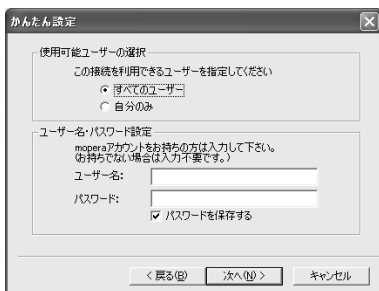 かんたん設定
使用可能ユーザーの選択
この接続を利用できるユーザーを指定してください
すべてのユーザー
自分のみ
ユーザー名・パスワード設定
moperaアカウントをお持ちの方は入力して下さい。
(お持ちでない場合は入力不要です。)
ユーザー名:
パスワード:
パスワードを保存する
< 戻る(B)
次へ(N) >
キャンセル